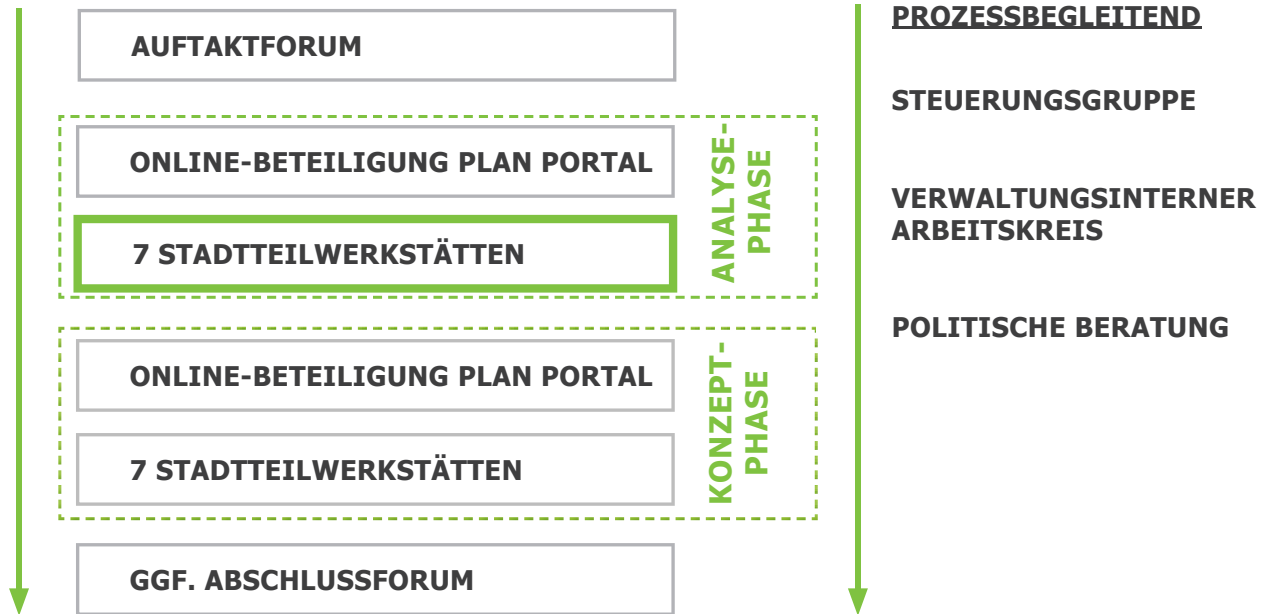 AUFTAKTFORUM
ONLINE-BETEILIGUNG PLAN PORTAL
7 STADTTEILWERKSTÄTTEN
ANALYSE-
PHASE
ONLINE-BETEILIGUNG PLAN PORTAL
7 STADTTEILWERKSTÄTTEN
KONZEPT-
PHASE
GGF. ABSCHLUSSFORUM
PROZESSBEGLEITEND
STEUERUNGSGRUPPE
VERWALTUNGSINTERNER
ARBEITSKREIS
POLITISCHE BERATUNG